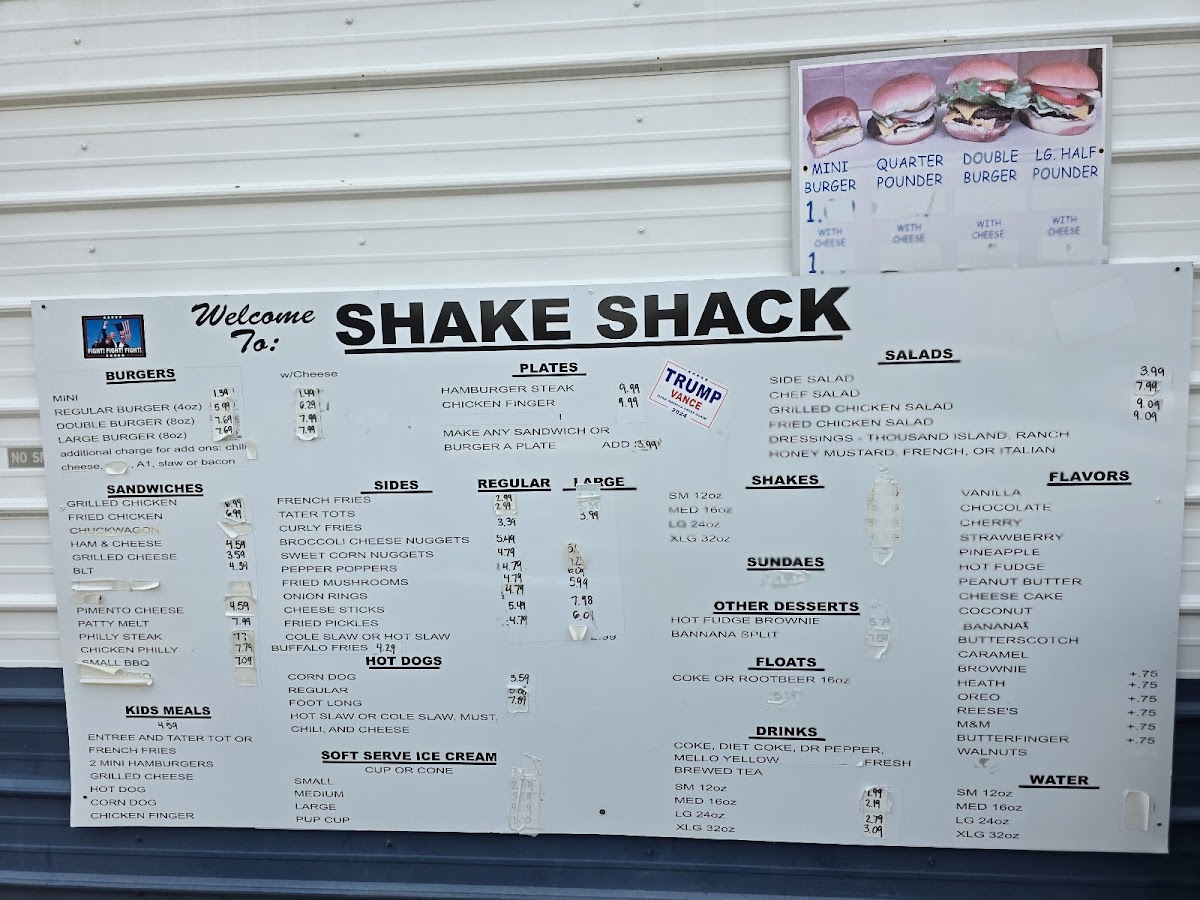 MINI BURGER
QUARTER POUNDER
DOUBLE BURGER
LG. HALF POUNDER
1.
WITH CHEESE
WITH CHEESE
WITH CHEESE
WITH CHEESE
1.
FIGHT! FIGHT! FIGHT!
Welcome To:
SHAKE SHACK
BURGERS
w/Cheese
MINI 1.39 1.49
REGULAR BURGER (4oz) 5.99 6.29
DOUBLE BURGER (8oz) 7.69 7.99
LARGE BURGER (8oz) 7.69 7.99
additional charge for add ons: chili
cheese, , A1, slaw or bacon
NO
SANDWICHES
GRILLED CHICKEN 6.99
FRIED CHICKEN 6.99
CHUCKWAGON
HAM & CHEESE 4.59
GRILLED CHEESE 3.59
BLT 4.59
PIMENTO CHEESE 4.59
PATTY MELT 7.99
PHILLY STEAK
CHICKEN PHILLY 7.79
SMALL BBQ 7.09
KIDS MEALS
4.59
ENTREE AND TATER TOT OR
FRENCH FRIES
2 MINI HAMBURGERS
GRILLED CHEESE
HOT DOG
CORN DOG
CHICKEN FINGER
PLATES
HAMBURGER STEAK 9.99
CHICKEN FINGER 9.99
MAKE ANY SANDWICH OR
BURGER A PLATE ADD 3.99
TRUMP
VANCE
MAKE AMERICA GREAT AGAIN!
2024
SIDES REGULAR LARGE
FRENCH FRIES 2.99
TATER TOTS 2.99 3.99
CURLY FRIES 3.39
BROCCOLI CHEESE NUGGETS 5.49
SWEET CORN NUGGETS 4.79
PEPPER POPPERS 4.79
FRIED MUSHROOMS 4.79 5.99
ONION RINGS 4.79
CHEESE STICKS 5.49 7.98
FRIED PICKLES 4.79
COLE SLAW OR HOT SLAW
BUFFALO FRIES 4.29
HOT DOGS
CORN DOG 3.59
REGULAR
FOOT LONG 7.89
HOT SLAW OR COLE SLAW, MUST,
CHILI, AND CHEESE
SOFT SERVE ICE CREAM
CUP OR CONE
SMALL
MEDIUM
LARGE
PUP CUP
SALADS
SIDE SALAD 3.99
CHEF SALAD 7.99
GRILLED CHICKEN SALAD 9.09
FRIED CHICKEN SALAD 9.09
DRESSINGS - THOUSAND ISLAND, RANCH
HONEY MUSTARD, FRENCH, OR ITALIAN
SHAKES
SM 12oz
MED 16oz
LG 24oz
XLG 32oz
SUNDAES
OTHER DESSERTS
HOT FUDGE BROWNIE 5.79
BANNANA SPLIT
FLOATS
COKE OR ROOTBEER 16oz
DRINKS
COKE, DIET COKE, DR PEPPER,
MELLO YELLOW FRESH
BREWED TEA
SM 12oz 1.99
MED 16oz 2.19
LG 24oz 2.79
XLG 32oz 3.09
FLAVORS
VANILLA
CHOCOLATE
CHERRY
STRAWBERRY
PINEAPPLE
HOT FUDGE
PEANUT BUTTER
CHEESE CAKE
COCONUT
BANANAS
BUTTERSCOTCH
CARAMEL
BROWNIE +.75
HEATH +.75
OREO +.75
REESE'S +.75
M&M +.75
BUTTERFINGER +.75
WALNUTS
WATER
SM 12oz
MED 16oz
LG 24oz
XLG 32oz